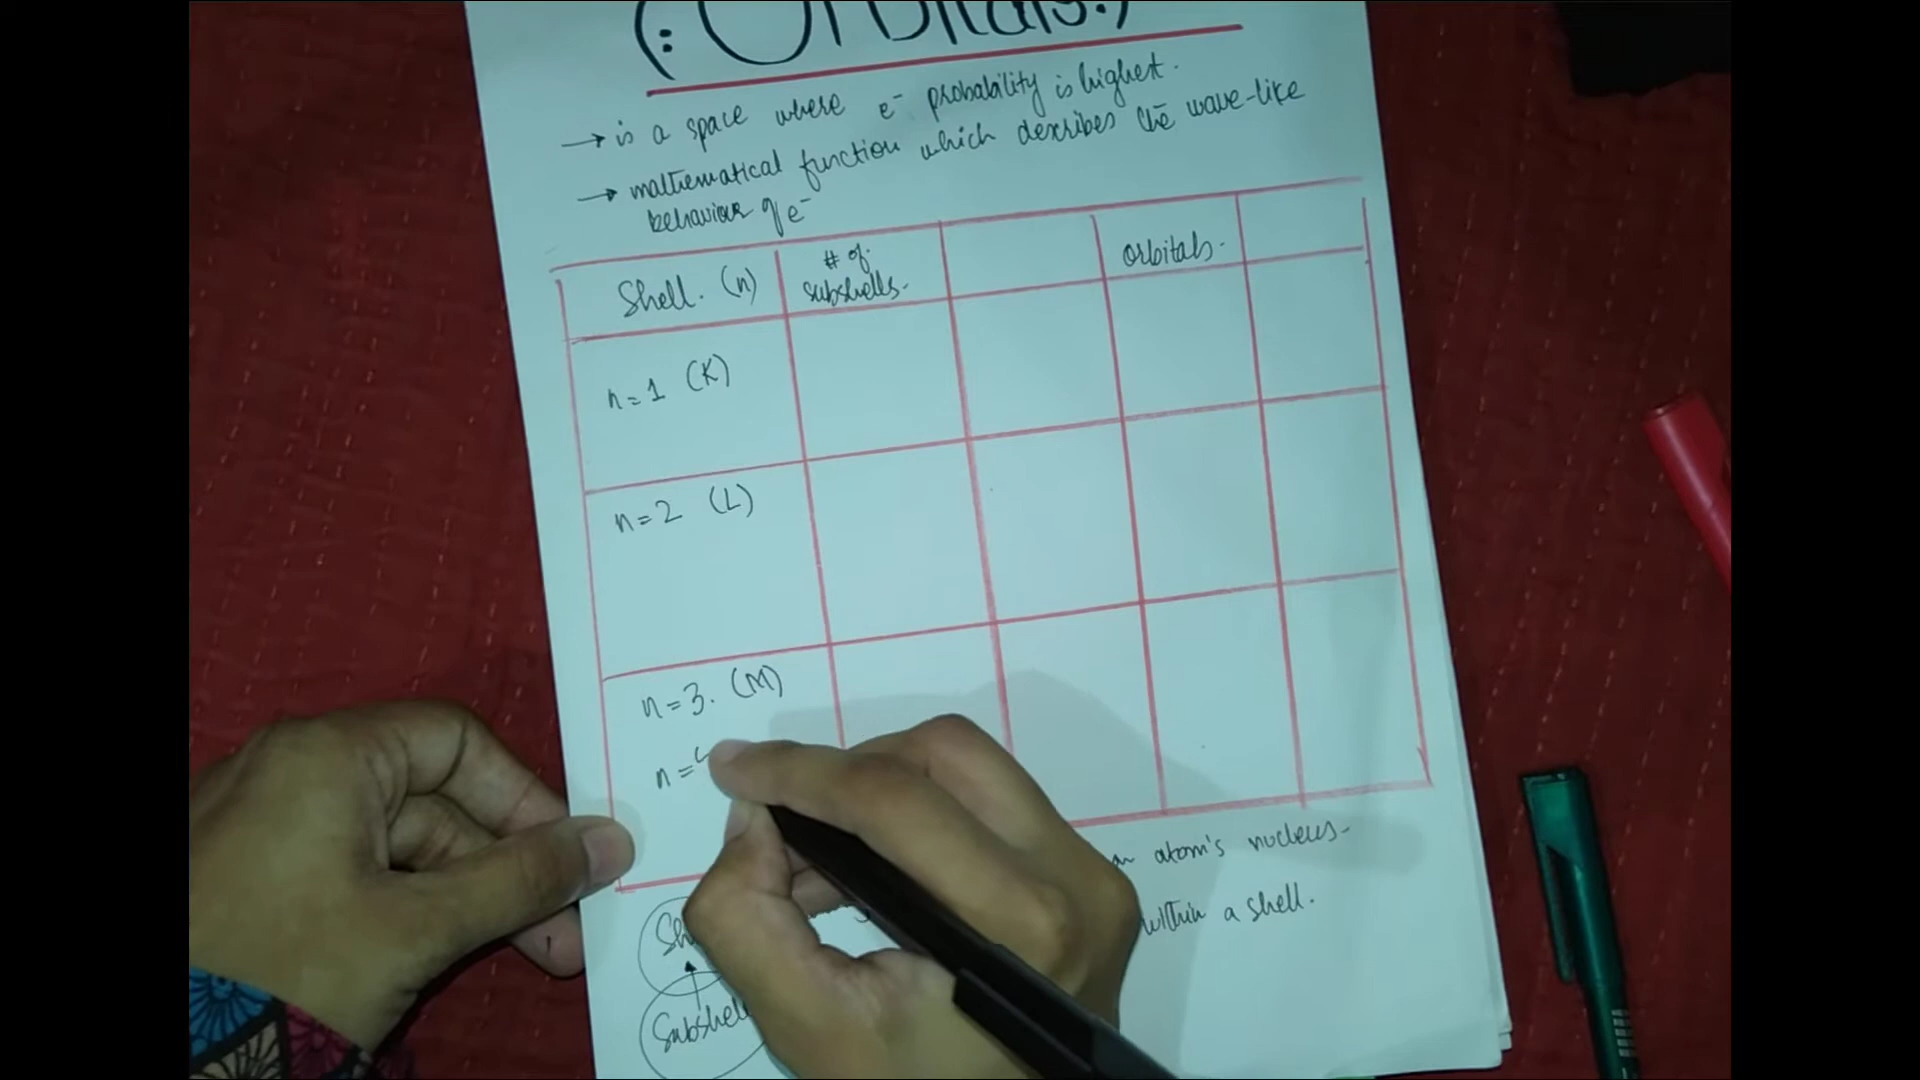 (: Orbitals:)
→ is a space where e⁻ probability is highest.
→ mathematical function which describes the wave-like
behaviour of e⁻
Shell. (n) # of subshells. orbitals.
n=1 (K)
n=2 (L)
n=3. (M)
n=
atom's nucleus.
within a shell.
Subshell